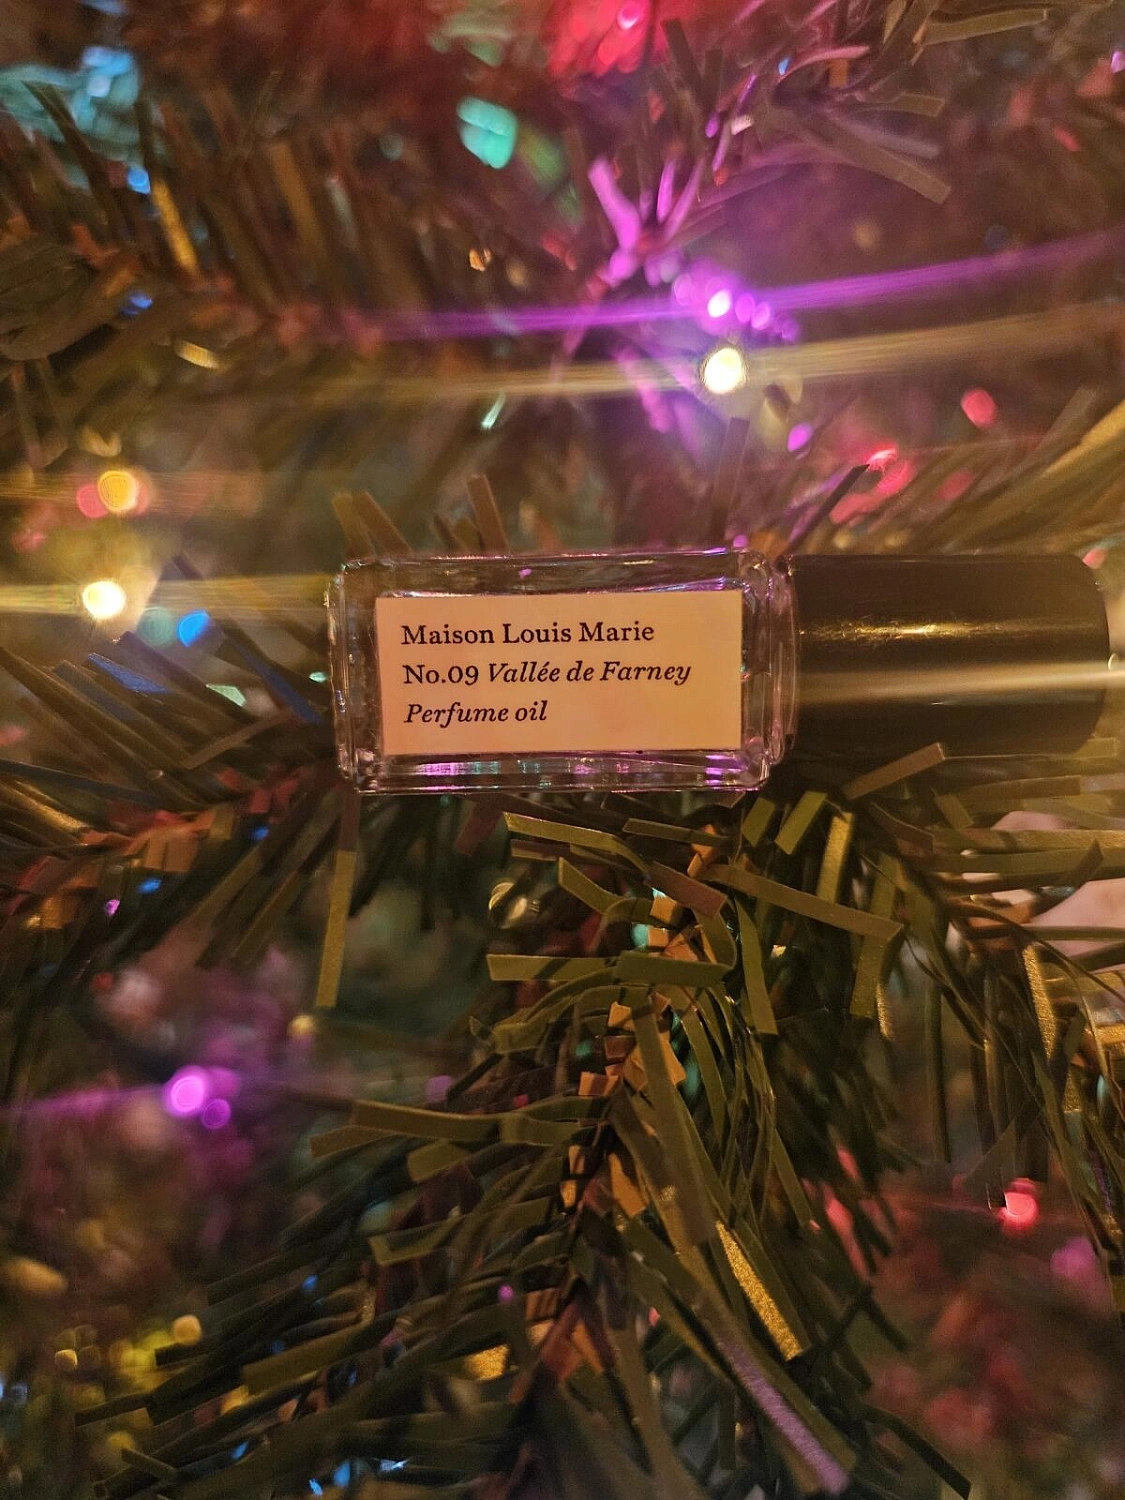 Maison Louis Marie
No.09 Vallée de Farney
Perfume oil